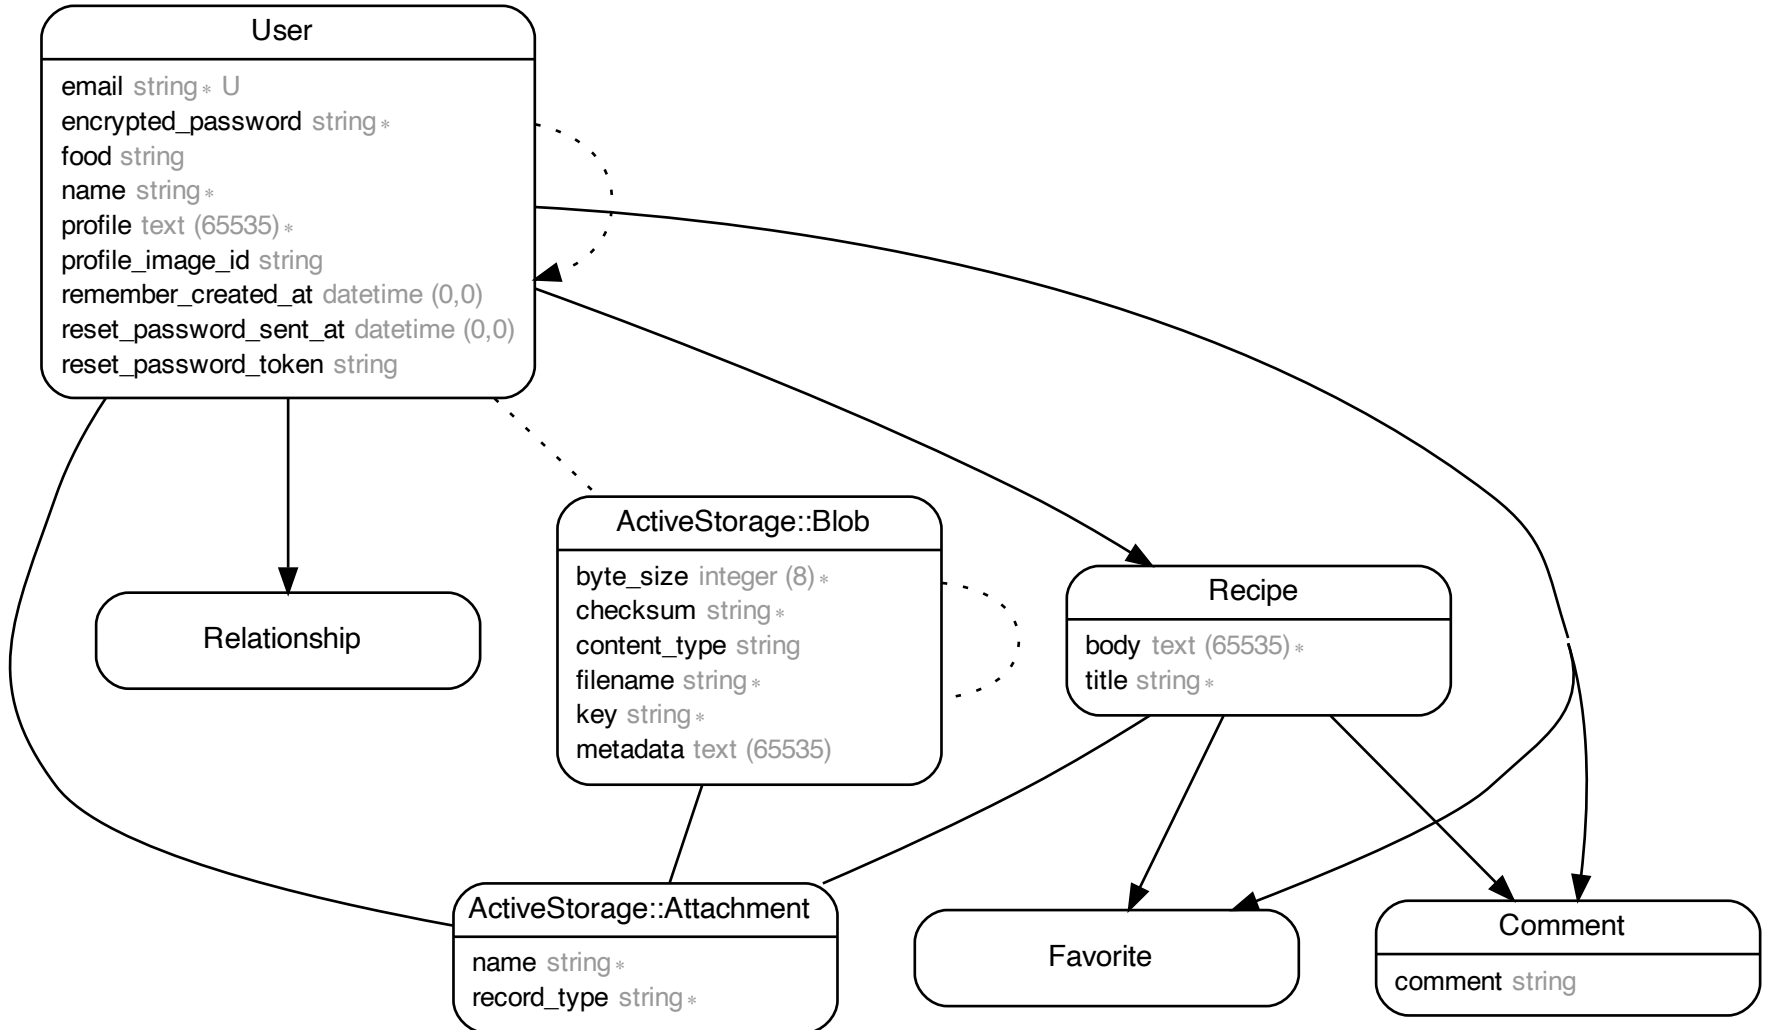 User
email string* U
encrypted_password string*
food string
name string*
profile text (65535)*
profile_image_id string
remember_created_at datetime (0,0)
reset_password_sent_at datetime (0,0)
reset_password_token string
Relationship
ActiveStorage::Blob
byte_size integer (8)*
checksum string*
content_type string
filename string*
key string*
metadata text (65535)
Recipe
body text (65535)*
title string*
ActiveStorage::Attachment
name string*
record_type string*
Favorite
Comment
comment string